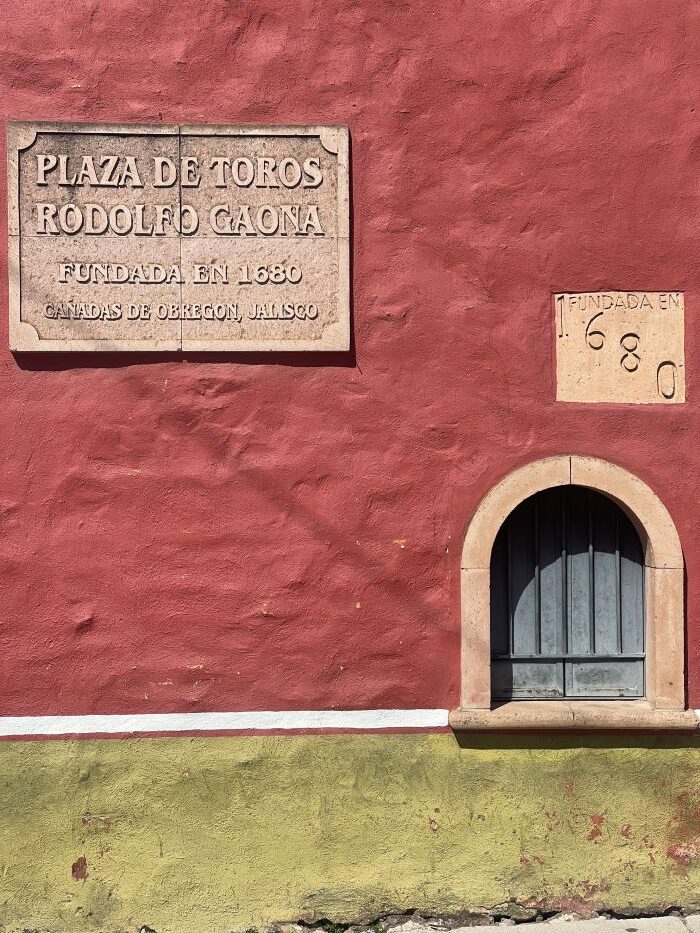 PLAZA DE TOROS
RODOLFO GAONA
FUNDADA EN 1680
CAÑADAS DE OBREGON, JALISCO
FUNDADA EN
1680